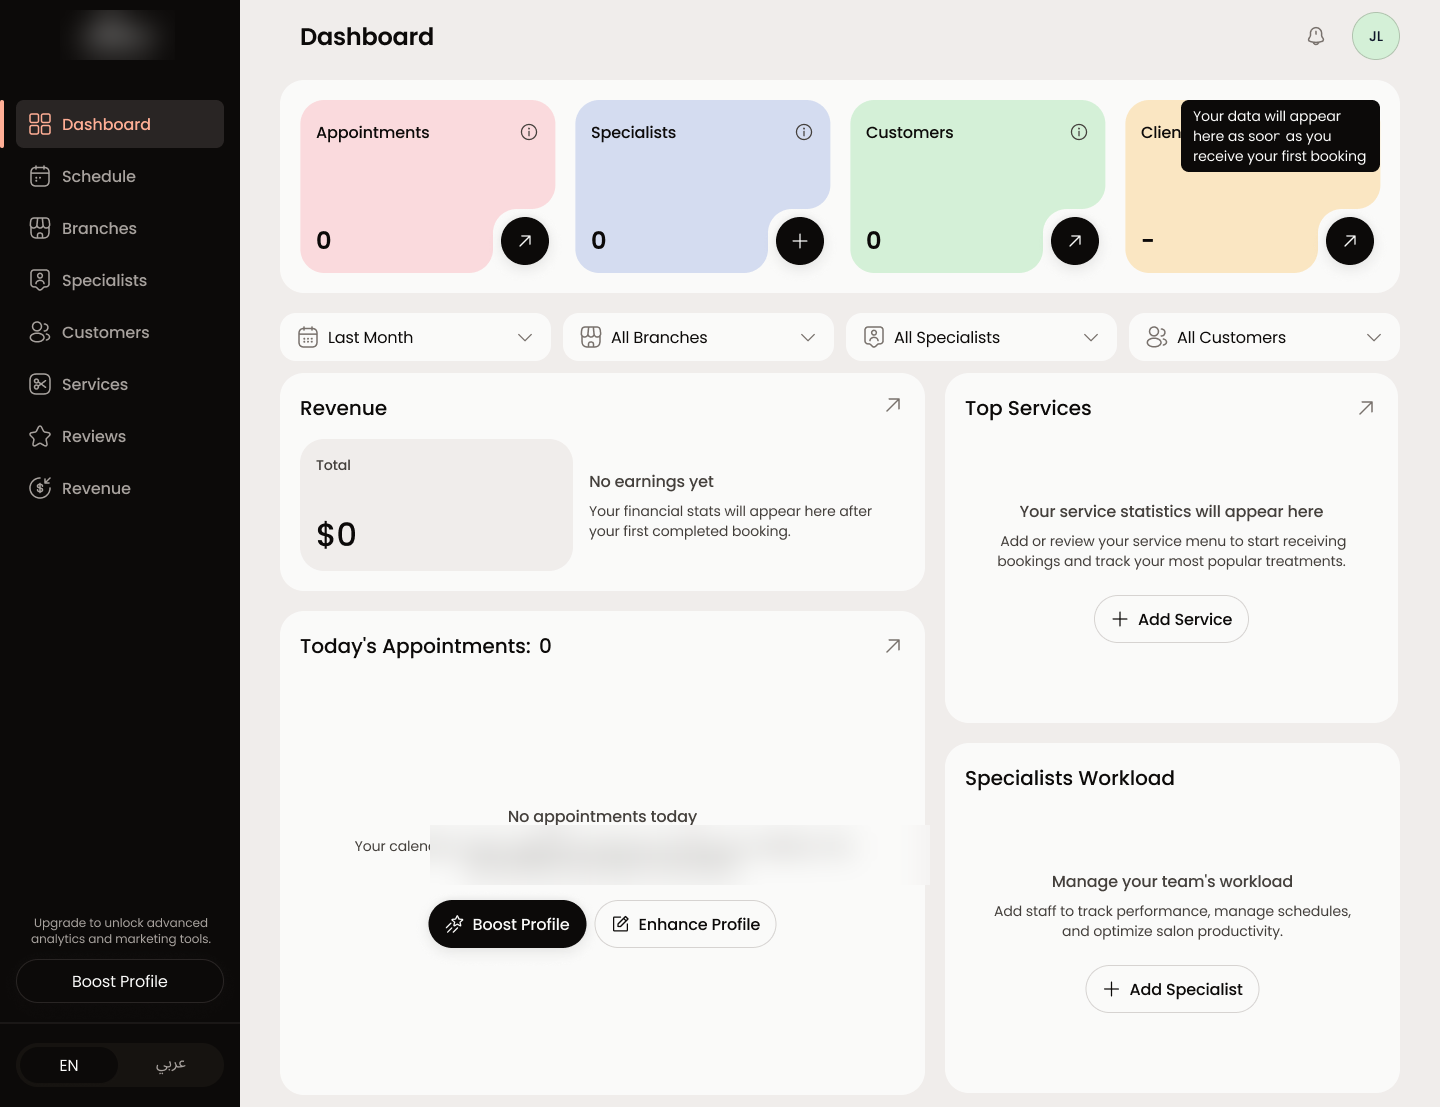 Dashboard
JL
Dashboard
Schedule
Branches
Specialists
Customers
Services
Reviews
Revenue
Upgrade to unlock advanced
analytics and marketing tools.
Boost Profile
EN
عربي
Appointments
0
Specialists
0
Customers
0
Clien
-
Your data will appear
here as soon as you
receive your first booking
Last Month
All Branches
All Specialists
All Customers
Revenue
Total
$0
No earnings yet
Your financial stats will appear here after
your first completed booking.
Top Services
Your service statistics will appear here
Add or review your service menu to start receiving
bookings and track your most popular treatments.
Add Service
Today's Appointments: 0
No appointments today
Your
Boost Profile
Enhance Profile
Specialists Workload
Manage your team's workload
Add staff to track performance, manage schedules,
and optimize salon productivity.
Add Specialist